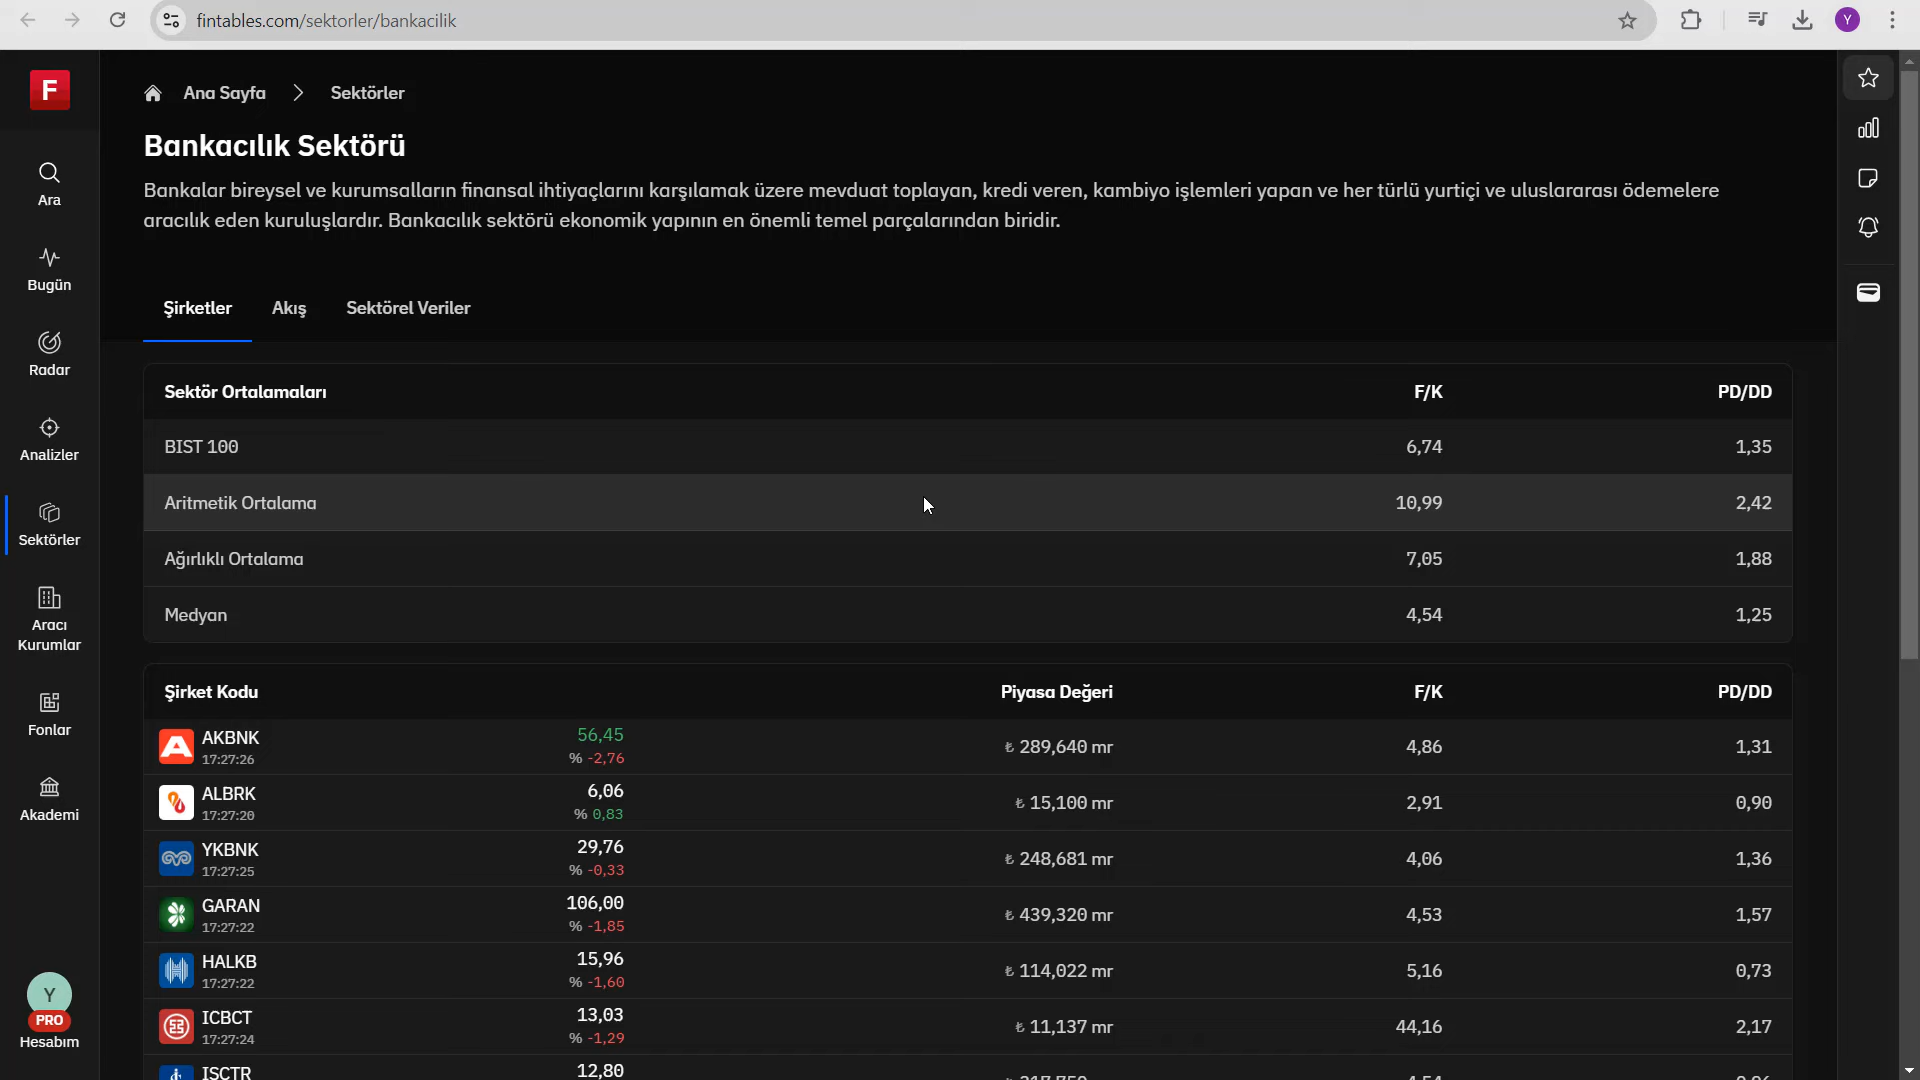 fintables.com/sektorler/bankacilik
Y
F
Ara
Bugün
Radar
Analizler
Sektörler
Aracı
Kurumlar
Fonlar
Akademi
Y
PRO
Hesabım
Ana Sayfa
Sektörler
Bankacılık Sektörü
Bankalar bireysel ve kurumsalların finansal ihtiyaçlarını karşılamak üzere mevduat toplayan, kredi veren, kambiyo işlemleri yapan ve her türlü yurtiçi ve uluslararası ödemelere
aracılık eden kuruluşlardır. Bankacılık sektörü ekonomik yapının en önemli temel parçalarından biridir.
Şirketler Akış Sektörel Veriler
Sektör Ortalamaları F/K PD/DD
BIST 100 6,74 1,35
Aritmetik Ortalama 10,99 2,42
Ağırlıklı Ortalama 7,05 1,88
Medyan 4,54 1,25
Şirket Kodu Piyasa Değeri F/K PD/DD
AKBNK 56,45 ₺ 289,640 mr 4,86 1,31
17:27:26 % -2,76
ALBRK 6,06 ₺ 15,100 mr 2,91 0,90
17:27:20 % 0,83
YKBNK 29,76 ₺ 248,681 mr 4,06 1,36
17:27:25 % -0,33
GARAN 106,00 ₺ 439,320 mr 4,53 1,57
17:27:22 % -1,85
HALKB 15,96 ₺ 114,022 mr 5,16 0,73
17:27:22 % -1,60
ICBCT 13,03 ₺ 11,137 mr 44,16 2,17
17:27:24 % -1,29
ISCTR 12,80